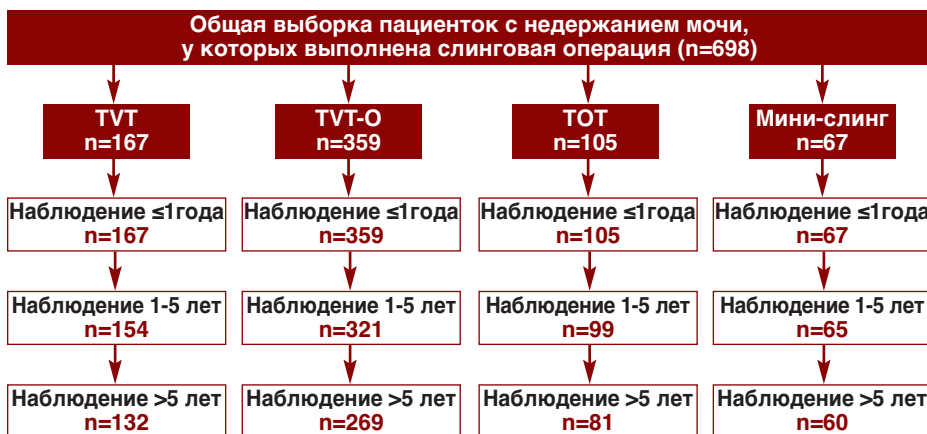 Общая выборка пациенток с недержанием мочи,
у которых выполнена слинговая операция (n=698)
TVT
n=167
TVT-O
n=359
TOT
n=105
Мини-слинг
n=67
Наблюдение ≤1года
n=167
Наблюдение ≤1года
n=359
Наблюдение ≤1года
n=105
Наблюдение ≤1года
n=67
Наблюдение 1-5 лет
n=154
Наблюдение 1-5 лет
n=321
Наблюдение 1-5 лет
n=99
Наблюдение 1-5 лет
n=65
Наблюдение >5 лет
n=132
Наблюдение >5 лет
n=269
Наблюдение >5 лет
n=81
Наблюдение >5 лет
n=60